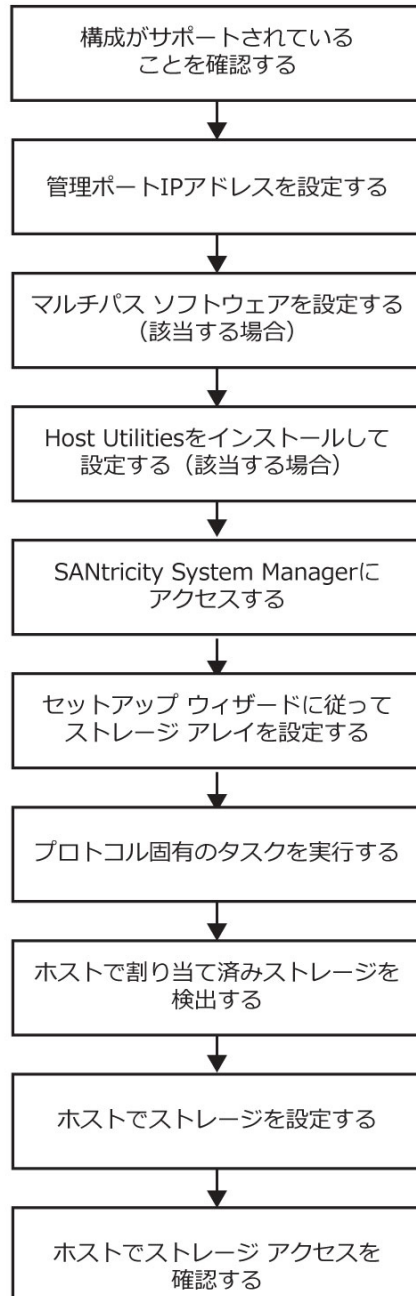 構成がサポートされている
ことを確認する
管理ポートIPアドレスを設定する
マルチパス ソフトウェアを設定する
（該当する場合）
Host Utilitiesをインストールして
設定する（該当する場合）
SANtricity System Managerに
アクセスする
セットアップ ウィザードに従って
ストレージ アレイを設定する
プロトコル固有のタスクを実行する
ホストで割り当て済みストレージを
検出する
ホストでストレージを設定する
ホストでストレージ アクセスを
確認する